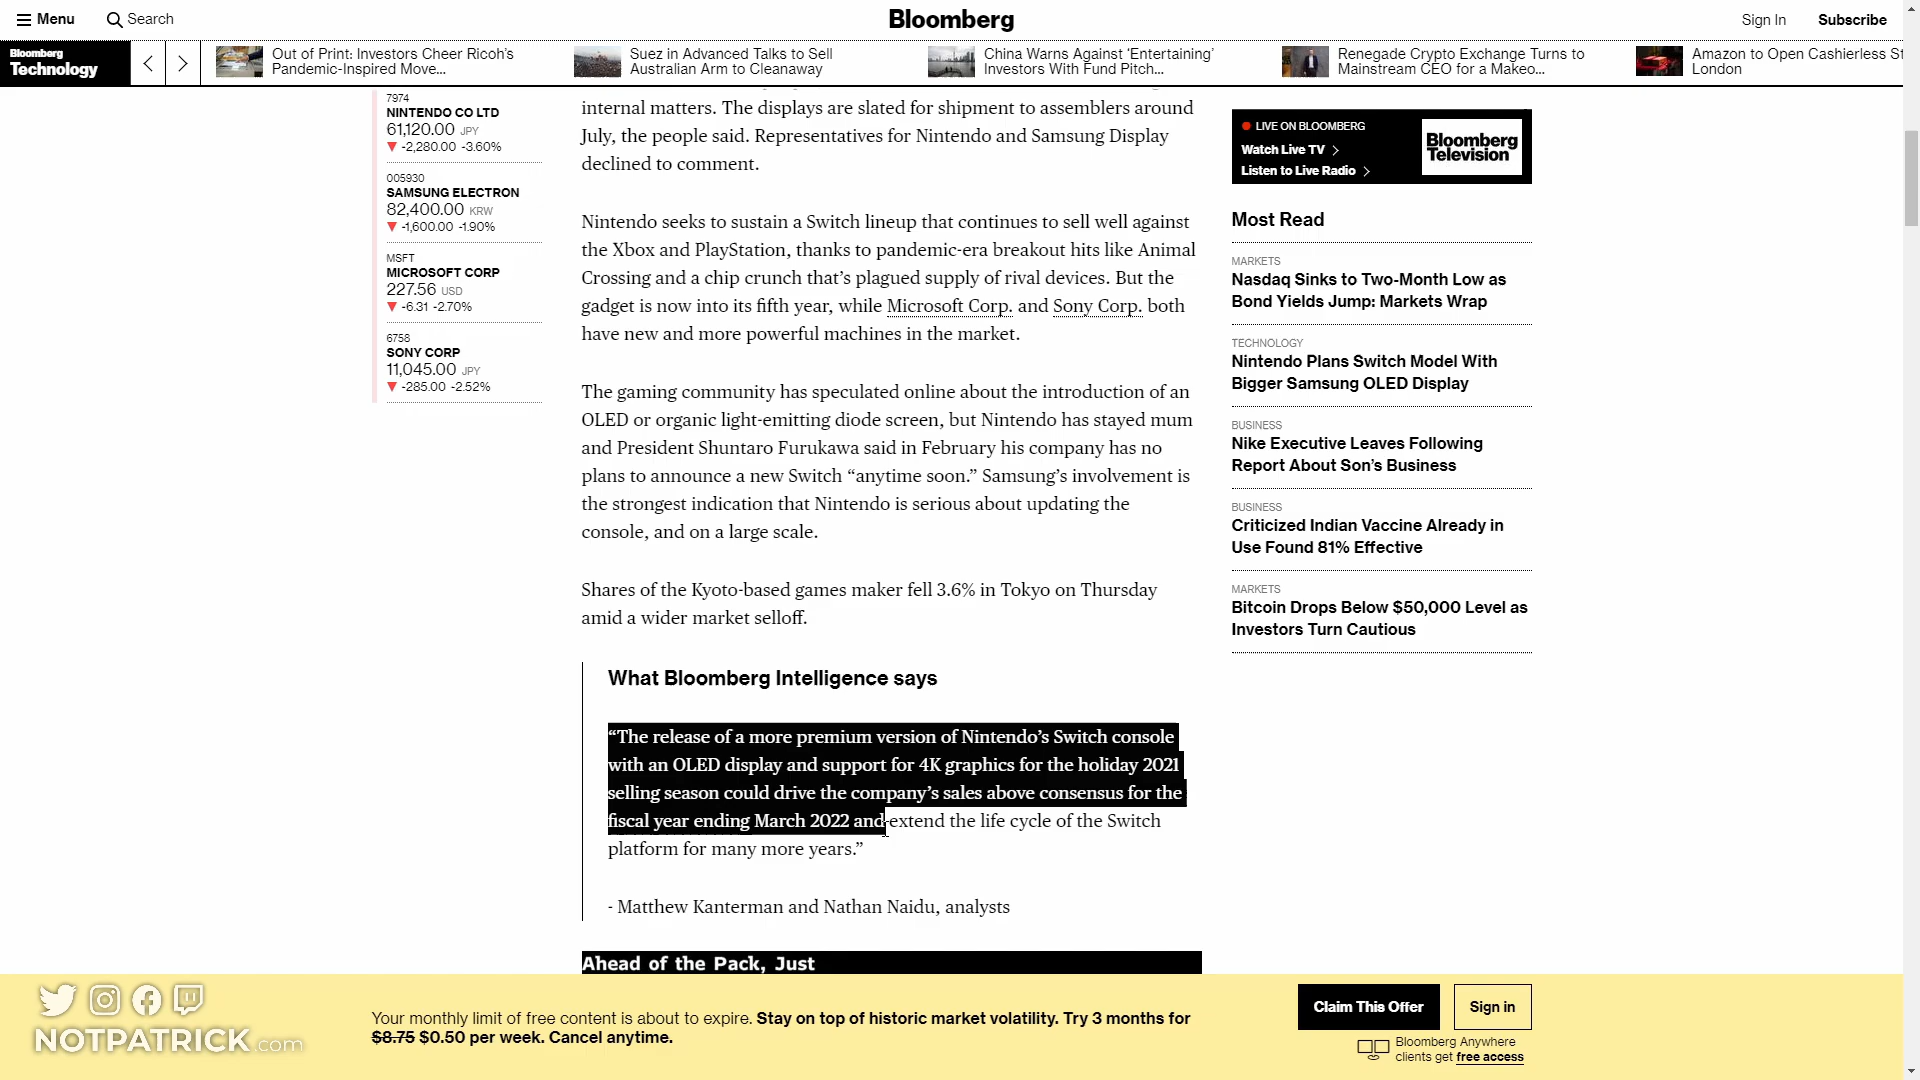 Menu
Search
Bloomberg
Sign In
Subscribe
Bloomberg
Technology
Out of Print: Investors Cheer Ricoh's
Pandemic-Inspired Move...
Suez in Advanced Talks to Sell
Australian Arm to Cleanaway
China Warns Against 'Entertaining'
Investors With Fund Pitch...
Renegade Crypto Exchange Turns to
Mainstream CEO for a Makeo...
Amazon to Open Cashierless St
London
7974
NINTENDO CO LTD
61,120.00 JPY
▼ -2,280.00 -3.60%
005930
SAMSUNG ELECTRON
82,400.00 KRW
▼ -1,600.00 -1.90%
MSFT
MICROSOFT CORP
227.56 USD
▼ -6.31 -2.70%
6758
SONY CORP
11,045.00 JPY
▼ -285.00 -2.52%
internal matters. The displays are slated for shipment to assemblers around
July, the people said. Representatives for Nintendo and Samsung Display
declined to comment.
Nintendo seeks to sustain a Switch lineup that continues to sell well against
the Xbox and PlayStation, thanks to pandemic-era breakout hits like Animal
Crossing and a chip crunch that's plagued supply of rival devices. But the
gadget is now into its fifth year, while Microsoft Corp. and Sony Corp. both
have new and more powerful machines in the market.
The gaming community has speculated online about the introduction of an
OLED or organic light-emitting diode screen, but Nintendo has stayed mum
and President Shuntaro Furukawa said in February his company has no
plans to announce a new Switch “anytime soon.” Samsung's involvement is
the strongest indication that Nintendo is serious about updating the
console, and on a large scale.
Shares of the Kyoto-based games maker fell 3.6% in Tokyo on Thursday
amid a wider market selloff.
What Bloomberg Intelligence says
“The release of a more premium version of Nintendo's Switch console
with an OLED display and support for 4K graphics for the holiday 2021
selling season could drive the company's sales above consensus for the
fiscal year ending March 2022 and extend the life cycle of the Switch
platform for many more years.”
- Matthew Kanterman and Nathan Naidu, analysts
Ahead of the Pack, Just
LIVE ON BLOOMBERG
Watch Live TV
Listen to Live Radio
Bloomberg
Television
Most Read
MARKETS
Nasdaq Sinks to Two-Month Low as
Bond Yields Jump: Markets Wrap
TECHNOLOGY
Nintendo Plans Switch Model With
Bigger Samsung OLED Display
BUSINESS
Nike Executive Leaves Following
Report About Son's Business
BUSINESS
Criticized Indian Vaccine Already in
Use Found 81% Effective
MARKETS
Bitcoin Drops Below $50,000 Level as
Investors Turn Cautious
NOTPATRICK.com
Your monthly limit of free content is about to expire. Stay on top of historic market volatility. Try 3 months for
$8.75 $0.50 per week. Cancel anytime.
Claim This Offer
Sign in
Bloomberg Anywhere
clients get free access